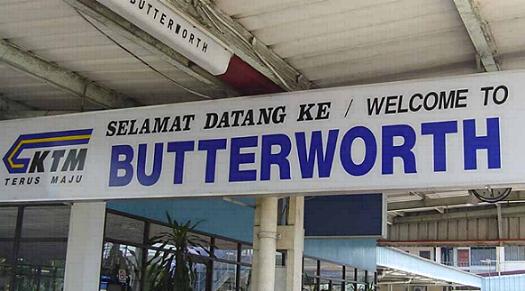 BUTTERWORTH
SELAMAT DATANG KE / WELCOME TO
KTM
TERUS MAJU
BUTTERWORTH